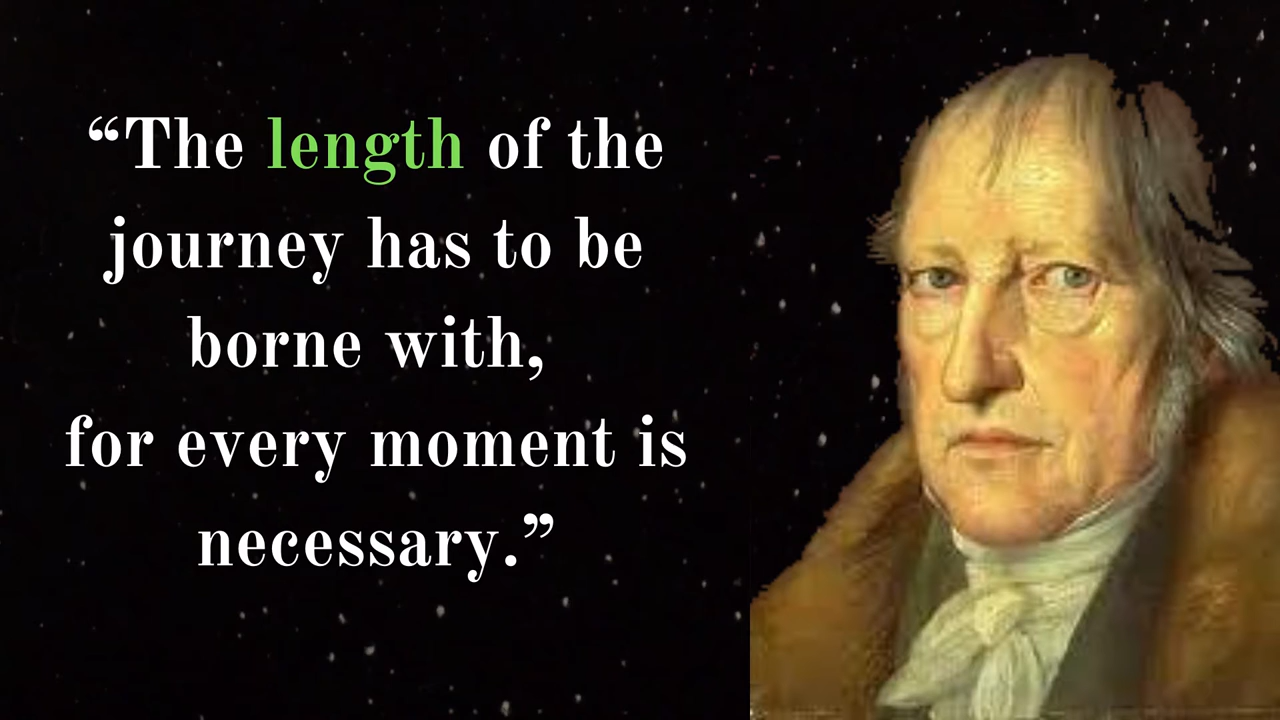 “The length of the
journey has to be
borne with,
for every moment is
necessary.”